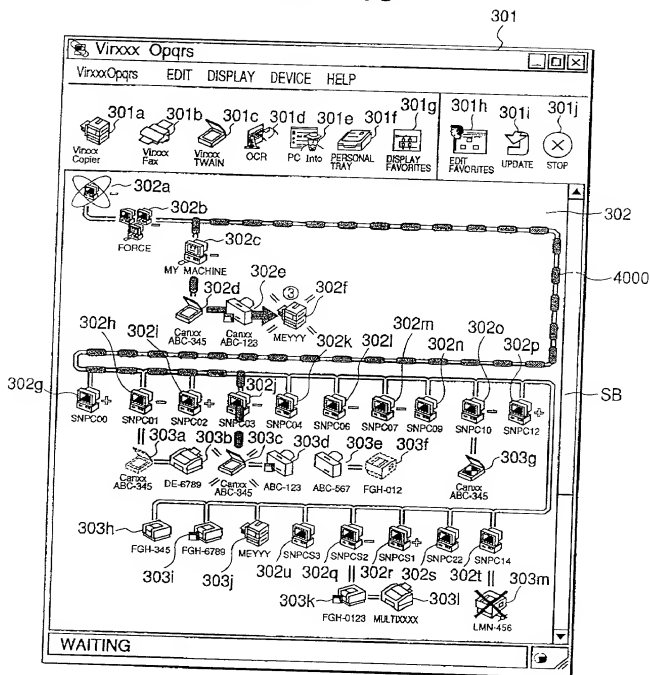 301
Virxxx Opqrs
VirxxxOpqrs EDIT DISPLAY DEVICE HELP
301a 301b 301c 301d 301e 301f 301g 301h 301i 301j
Virxxx Copier
Virxxx Fax
Virxxx TWAIN
OCR
PC Into
PERSONAL TRAY
DISPLAY FAVORITES
EDIT FAVORITES
UPDATE
STOP
302a
302b
302
FORCE
302c
4000
MY MACHINE
302d 302e 3 302f
Canxx ABC-345
Canxx ABC-123
MEYYY
302g 302h 302i 302j 302k 302l 302m 302n 302o 302p
SB
SNPC00 SNPC01 SNPC02 SNPC03 SNPC04 SNPC06 SNPC07 SNPC09 SNPC10 SNPC12
303a 303b 303c 303d 303e 303f 303g
Canxx ABC-345
DE-6789
Canxx ABC-345
ABC-123
ABC-567
FGH-012
Canxx ABC-345
303h
FGH-345 FGH-6789 MEYYY SNPCS3 SNPCS2 SNPCS1 SNPC22 SNPC14
303i 303j 302u 302q 302r 302s 302t 303m
303k 303l
FGH-0123 MULTIXXXX LMN-456
WAITING